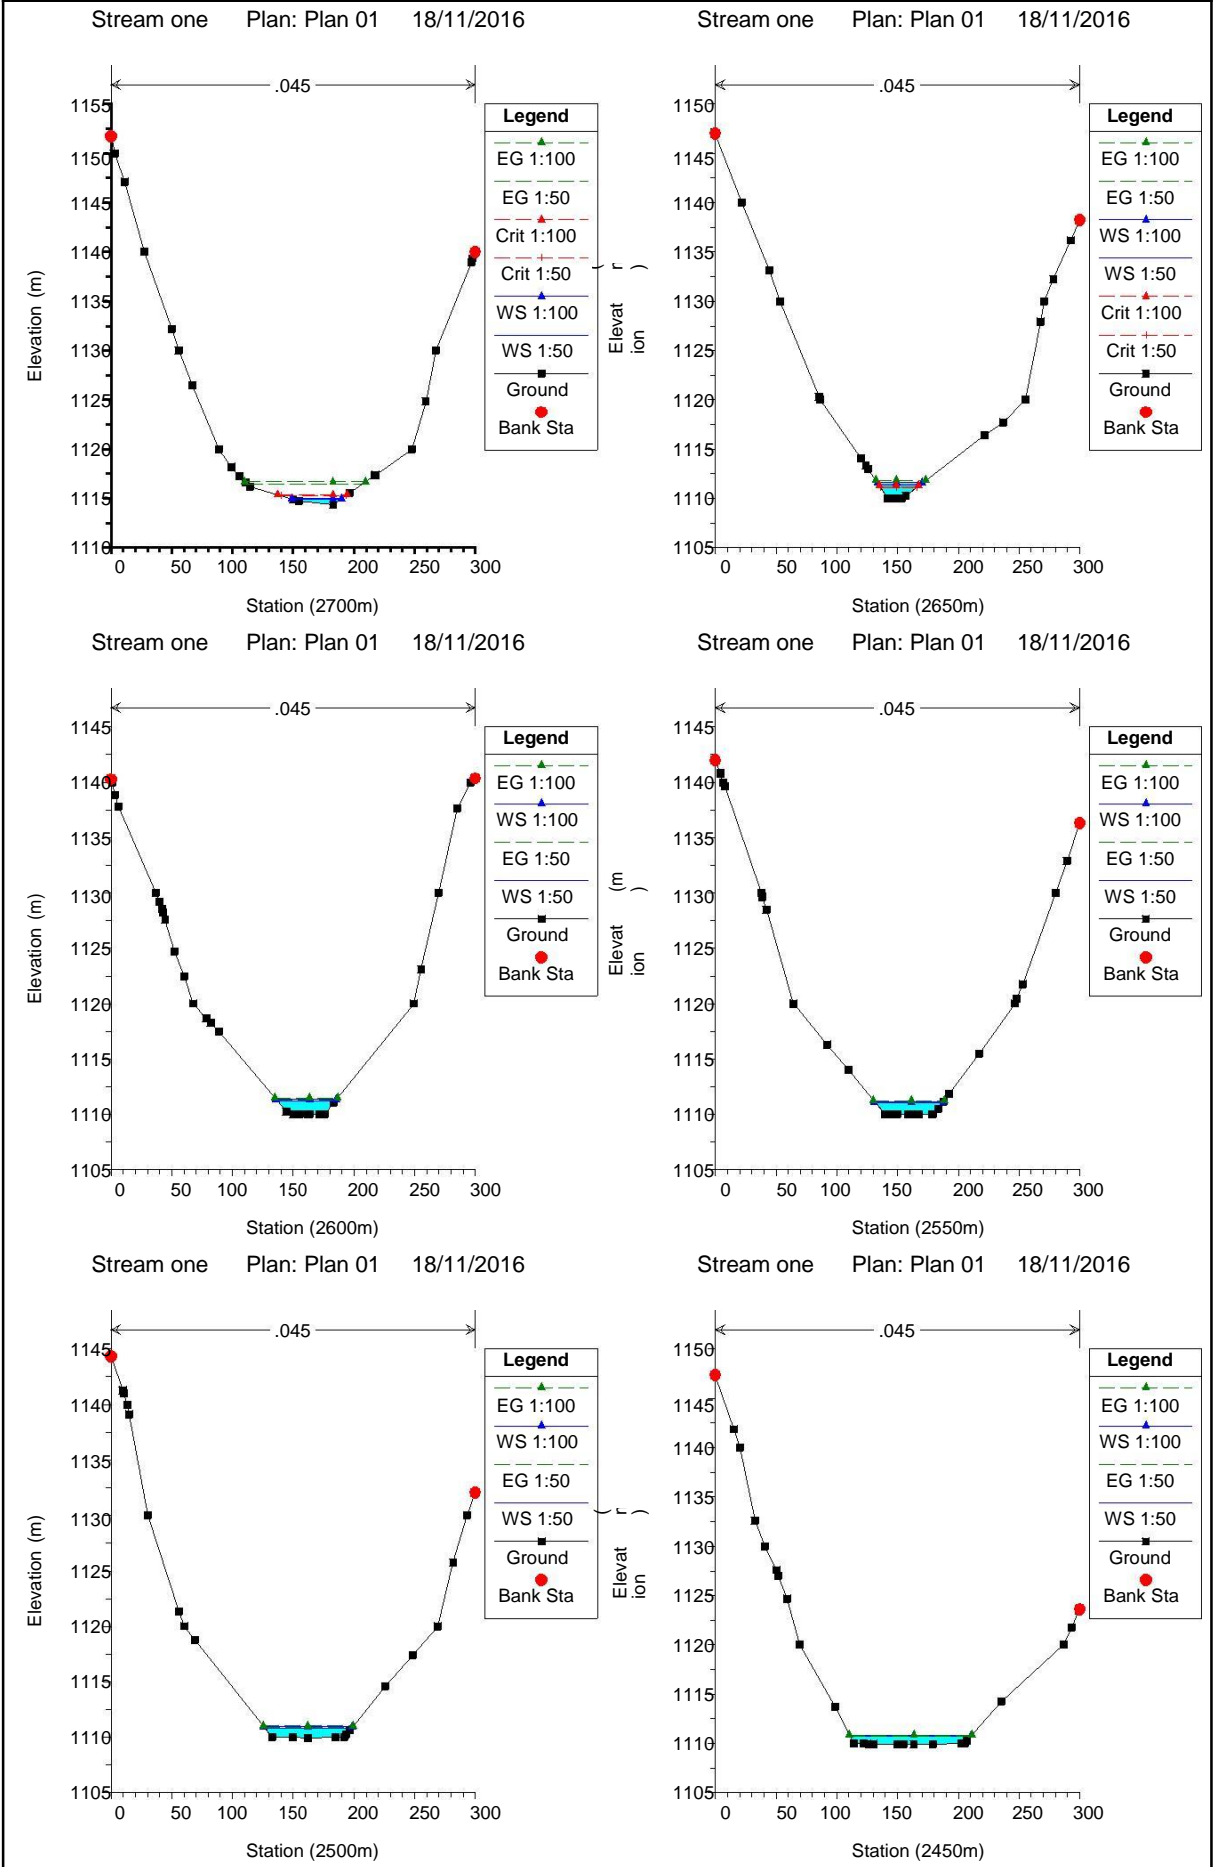 Stream one Plan: Plan 01 18/11/2016
.045
Elevation (m)
1155
1150
1145
1140
1135
1130
1125
1120
1115
1110
0 50 100 150 200 250 300
Station (2700m)
Legend
EG 1:100
EG 1:50
Crit 1:100
Crit 1:50
WS 1:100
WS 1:50
Ground
Bank Sta
Stream one Plan: Plan 01 18/11/2016
.045
Elevat
ion
( r )
1150
1145
1140
1135
1130
1125
1120
1115
1110
1105
0 50 100 150 200 250 300
Station (2650m)
Legend
EG 1:100
EG 1:50
WS 1:100
WS 1:50
Crit 1:100
Crit 1:50
Ground
Bank Sta
Stream one Plan: Plan 01 18/11/2016
.045
Elevation (m)
1145
1140
1135
1130
1125
1120
1115
1110
1105
0 50 100 150 200 250 300
Station (2600m)
Legend
EG 1:100
WS 1:100
EG 1:50
WS 1:50
Ground
Bank Sta
Stream one Plan: Plan 01 18/11/2016
.045
Elevat
ion
(m
)
1145
1140
1135
1130
1125
1120
1115
1110
1105
0 50 100 150 200 250 300
Station (2550m)
Legend
EG 1:100
WS 1:100
EG 1:50
WS 1:50
Ground
Bank Sta
Stream one Plan: Plan 01 18/11/2016
.045
Elevation (m)
1145
1140
1135
1130
1125
1120
1115
1110
1105
0 50 100 150 200 250 300
Station (2500m)
Legend
EG 1:100
WS 1:100
EG 1:50
WS 1:50
Ground
Bank Sta
Stream one Plan: Plan 01 18/11/2016
.045
Elevat
ion
( r )
1150
1145
1140
1135
1130
1125
1120
1115
1110
1105
0 50 100 150 200 250 300
Station (2450m)
Legend
EG 1:100
WS 1:100
EG 1:50
WS 1:50
Ground
Bank Sta